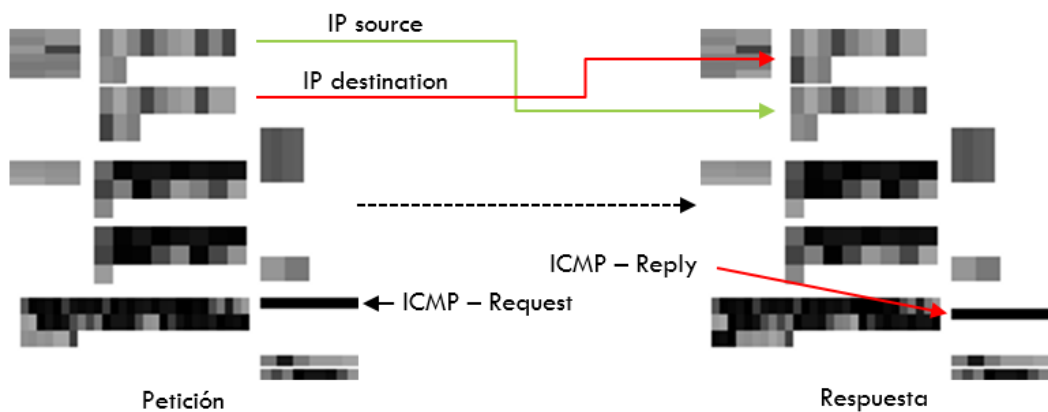 IP source
IP destination
ICMP – Reply
ICMP – Request
Petición
Respuesta